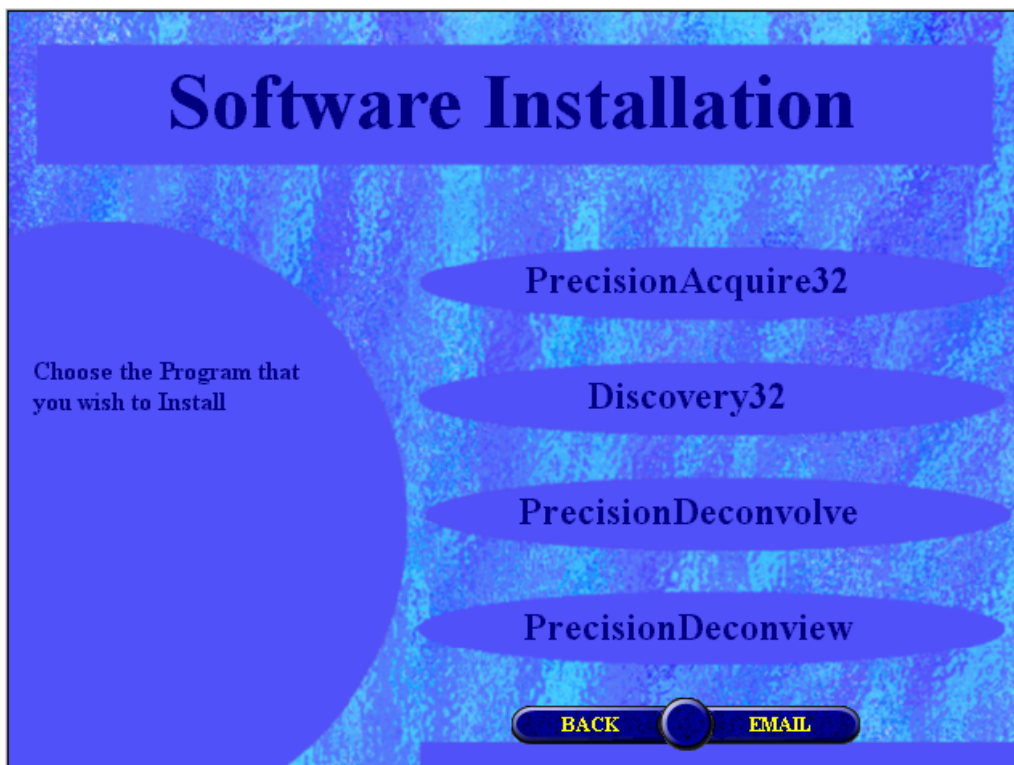 Software Installation
PrecisionAcquire32
Choose the Program that
you wish to Install
Discovery32
PrecisionDeconvolve
PrecisionDeconview
BACK EMAIL